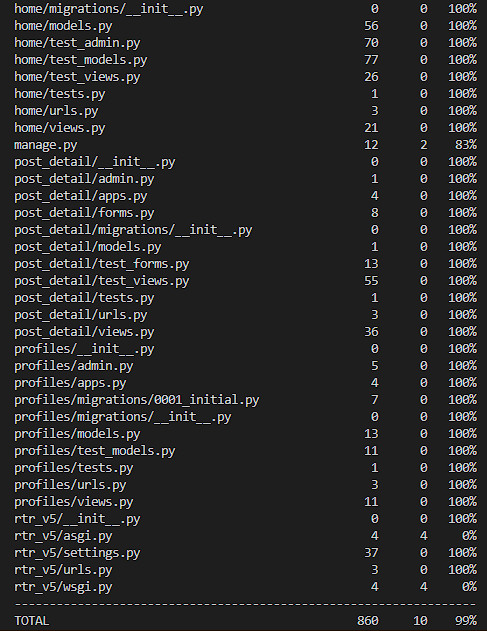 home/migrations/__init__.py 0 0 100%
home/models.py 56 0 100%
home/test_admin.py 70 0 100%
home/test_models.py 77 0 100%
home/test_views.py 26 0 100%
home/tests.py 1 0 100%
home/urls.py 3 0 100%
home/views.py 21 0 100%
manage.py 12 2 83%
post_detail/__init__.py 0 0 100%
post_detail/admin.py 1 0 100%
post_detail/apps.py 4 0 100%
post_detail/forms.py 8 0 100%
post_detail/migrations/__init__.py 0 0 100%
post_detail/models.py 1 0 100%
post_detail/test_forms.py 13 0 100%
post_detail/test_views.py 55 0 100%
post_detail/tests.py 1 0 100%
post_detail/urls.py 3 0 100%
post_detail/views.py 36 0 100%
profiles/__init__.py 0 0 100%
profiles/admin.py 5 0 100%
profiles/apps.py 4 0 100%
profiles/migrations/0001_initial.py 7 0 100%
profiles/migrations/__init__.py 0 0 100%
profiles/models.py 13 0 100%
profiles/test_models.py 11 0 100%
profiles/tests.py 1 0 100%
profiles/urls.py 3 0 100%
profiles/views.py 11 0 100%
rtr_v5/__init__.py 0 0 100%
rtr_v5/asgi.py 4 4 0%
rtr_v5/settings.py 37 0 100%
rtr_v5/urls.py 3 0 100%
rtr_v5/wsgi.py 4 4 0%
------------------------------------------------------------------
TOTAL 860 10 99%